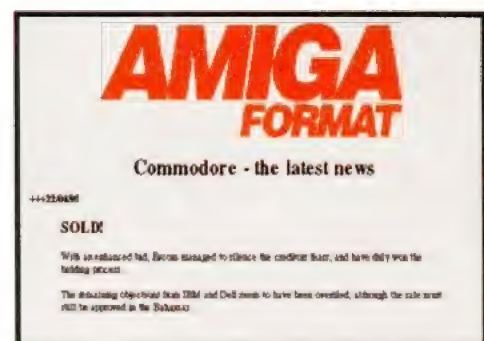 AMIGA
FORMAT
Commodore - the latest news
SOLD!
With an enhanced bid, Escom managed to silence the creditors' and have duly won the
bidding process.
The remaining objections from IBM and Dell seem to have been overruled, although the sale must
still be approved in the Bahamas